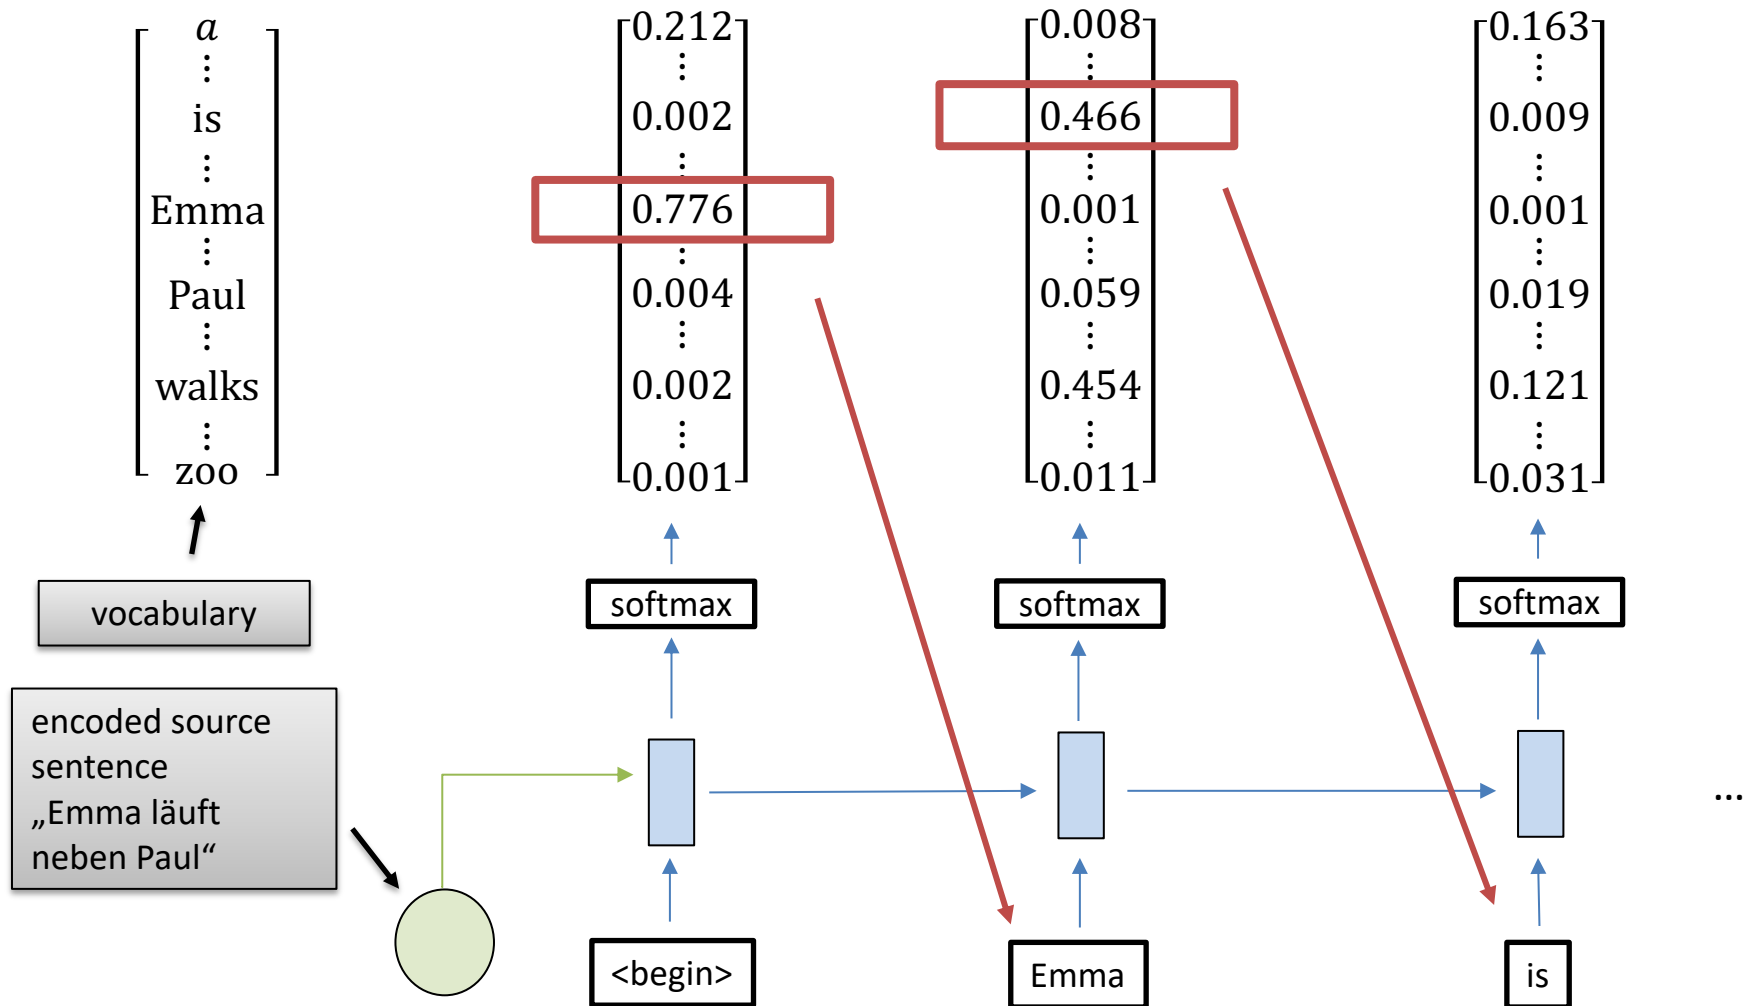 a
⋮
is
⋮
Emma
⋮
Paul
⋮
walks
⋮
zoo
0.212
⋮
0.002
⋮
0.776
⋮
0.004
⋮
0.002
⋮
0.001
0.008
⋮
0.466
⋮
0.001
⋮
0.059
⋮
0.454
⋮
0.011
0.163
⋮
0.009
⋮
0.001
⋮
0.019
⋮
0.121
⋮
0.031
vocabulary
softmax
softmax
softmax
encoded source
sentence
„Emma läuft
neben Paul“
...
<begin>
Emma
is